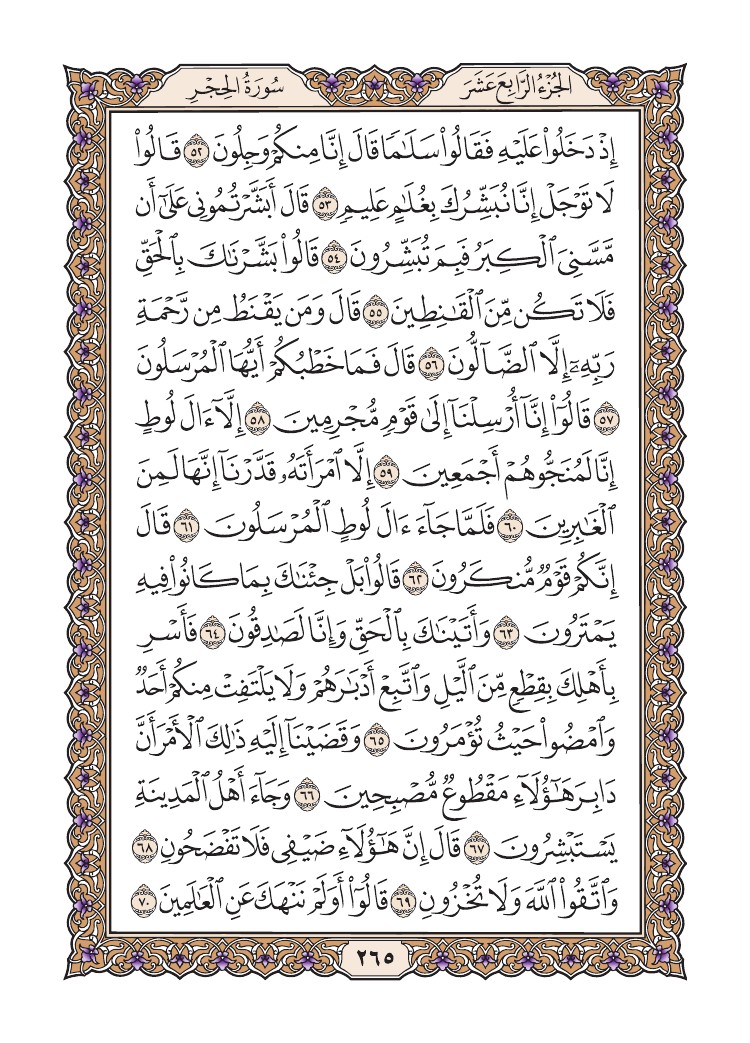 الجُزْءُ الرَّابِعَ عَشَرَ
سُورَةُ الحِجْرِ
إِذْ دَخَلُوا۟ عَلَيْهِ فَقَالُوا۟ سَلَٰمًا قَالَ إِنَّا مِنكُمْ وَجِلُونَ ٥٢ قَالُوا۟
لَا تَوْجَلْ إِنَّا نُبَشِّرُكَ بِغُلَٰمٍ عَلِيمٍ ٥٣ قَالَ أَبَشَّرْتُمُونِى عَلَىٰٓ أَن
مَّسَّنِىَ ٱلْكِبَرُ فَبِمَ تُبَشِّرُونَ ٥٤ قَالُوا۟ بَشَّرْنَٰكَ بِٱلْحَقِّ
فَلَا تَكُن مِّنَ ٱلْقَٰنِطِينَ ٥٥ قَالَ وَمَن يَقْنَطُ مِن رَّحْمَةِ
رَبِّهِۦٓ إِلَّا ٱلضَّآلُّونَ ٥٦ قَالَ فَمَا خَطْبُكُمْ أَيُّهَا ٱلْمُرْسَلُونَ
٥٧ قَالُوٓا۟ إِنَّآ أُرْسِلْنَآ إِلَىٰ قَوْمٍ مُّجْرِمِينَ ٥٨ إِلَّآ ءَالَ لُوطٍ
إِنَّا لَمُنَجُّوهُمْ أَجْمَعِينَ ٥٩ إِلَّا ٱمْرَأَتَهُۥ قَدَّرْنَآ إِنَّهَا لَمِنَ
ٱلْغَٰبِرِينَ ٦٠ فَلَمَّا جَآءَ ءَالَ لُوطٍ ٱلْمُرْسَلُونَ ٦١ قَالَ
إِنَّكُمْ قَوْمٌ مُّنكَرُونَ ٦٢ قَالُوا۟ بَلْ جِئْنَٰكَ بِمَا كَانُوا۟ فِيهِ
يَمْتَرُونَ ٦٣ وَأَتَيْنَٰكَ بِٱلْحَقِّ وَإِنَّا لَصَٰدِقُونَ ٦٤ فَأَسْرِ
بِأَهْلِكَ بِقِطْعٍ مِّنَ ٱلَّيْلِ وَٱتَّبِعْ أَدْبَٰرَهُمْ وَلَا يَلْتَفِتْ مِنكُمْ أَحَدٌ
وَٱمْضُوا۟ حَيْثُ تُؤْمَرُونَ ٦٥ وَقَضَيْنَآ إِلَيْهِ ذَٰلِكَ ٱلْأَمْرَ أَنَّ
دَابِرَ هَٰٓؤُلَآءِ مَقْطُوعٌ مُّصْبِحِينَ ٦٦ وَجَآءَ أَهْلُ ٱلْمَدِينَةِ
يَسْتَبْشِرُونَ ٦٧ قَالَ إِنَّ هَٰٓؤُلَآءِ ضَيْفِى فَلَا تَفْضَحُونِ ٦٨
وَٱتَّقُوا۟ ٱللَّهَ وَلَا تُخْزُونِ ٦٩ قَالُوٓا۟ أَوَلَمْ نَنْهَكَ عَنِ ٱلْعَٰلَمِينَ ٧٠
٢٦٥